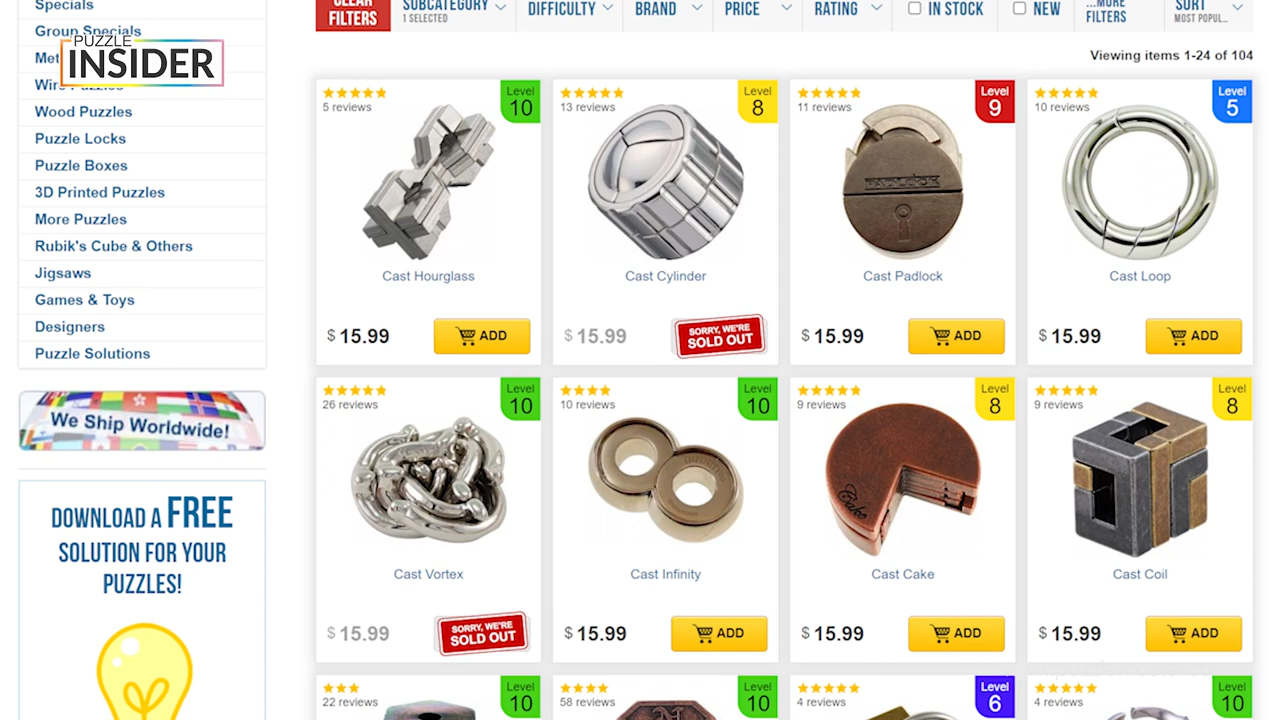 Specials
Group Specials
PUZZLE
INSIDER
Wood Puzzles
Puzzle Locks
Puzzle Boxes
3D Printed Puzzles
More Puzzles
Rubik's Cube & Others
Jigsaws
Games & Toys
Designers
Puzzle Solutions
We Ship Worldwide!
DOWNLOAD A FREE
SOLUTION FOR YOUR
PUZZLES!
CLEAR
FILTERS
SUBCATEGORY
1 SELECTED
DIFFICULTY
BRAND
PRICE
RATING
IN STOCK
NEW
...MORE
FILTERS
SORT
MOST POPUL...
Viewing items 1-24 of 104
5 reviews
Level
10
Cast Hourglass
$ 15.99
ADD
13 reviews
Level
8
Cast Cylinder
$ 15.99
SORRY, WE'RE
SOLD OUT
11 reviews
Level
9
Cast Padlock
$ 15.99
ADD
10 reviews
Level
5
Cast Loop
$ 15.99
ADD
26 reviews
Level
10
Cast Vortex
$ 15.99
SORRY, WE'RE
SOLD OUT
10 reviews
Level
10
Cast Infinity
$ 15.99
ADD
9 reviews
Level
8
Cake
Cast Cake
$ 15.99
ADD
9 reviews
Level
8
Cast Coil
$ 15.99
ADD
22 reviews
Level
10
58 reviews
Level
10
5 reviews
Level
6
4 reviews
Level
10